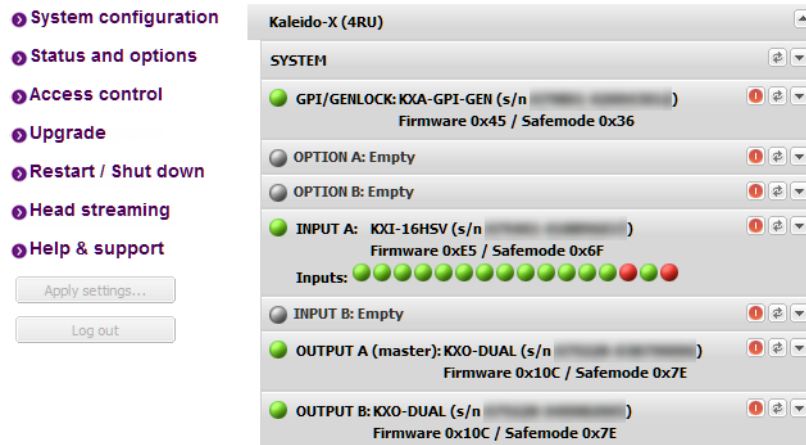 System configuration
Status and options
Access control
Upgrade
Restart / Shut down
Head streaming
Help & support
Apply settings...
Log out
Kaleido-X (4RU)
SYSTEM
GPI/GENLOCK: KXA-GPI-GEN (s/n )
Firmware 0x45 / Safemode 0x36
OPTION A: Empty
OPTION B: Empty
INPUT A: KXI-16HSV (s/n )
Firmware 0xE5 / Safemode 0x6F
Inputs:
INPUT B: Empty
OUTPUT A (master): KXO-DUAL (s/n )
Firmware 0x10C / Safemode 0x7E
OUTPUT B: KXO-DUAL (s/n )
Firmware 0x10C / Safemode 0x7E